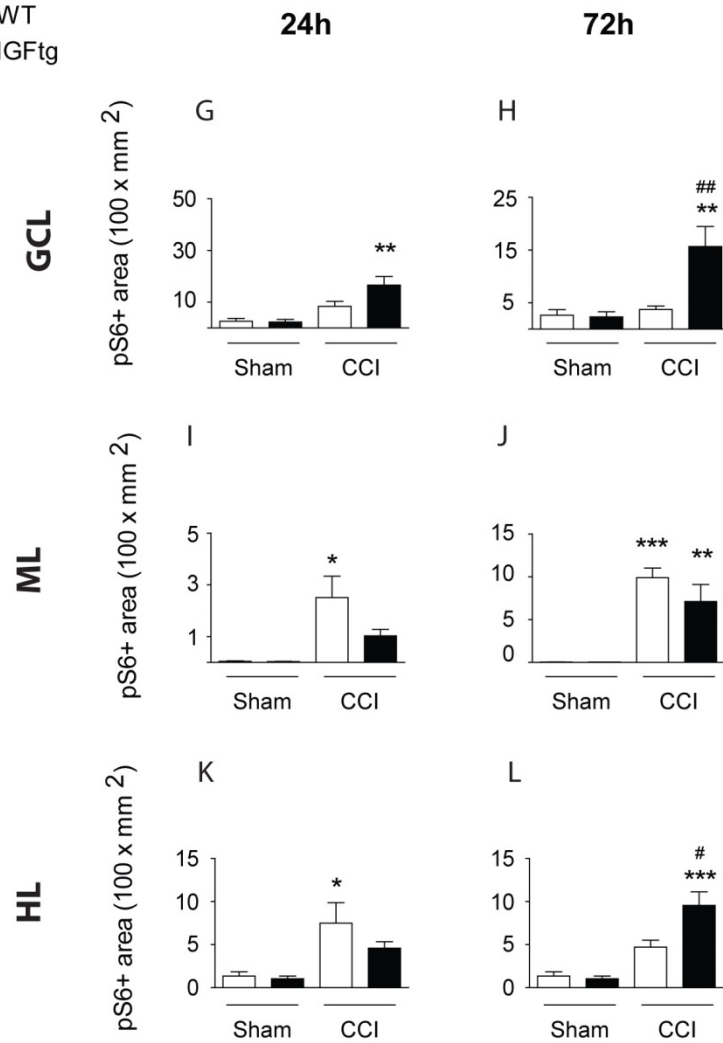 WT
IGFtg
24h
72h
GCL
pS6+ area (100 x mm 2)
G
50
30
10
**
Sham
CCI
H
25
15
5
##
**
Sham
CCI
ML
pS6+ area (100 x mm 2)
I
5
3
1
*
Sham
CCI
J
15
10
5
0
***
**
Sham
CCI
HL
pS6+ area (100 x mm 2)
K
15
10
5
0
*
Sham
CCI
L
15
10
5
0
#
***
Sham
CCI